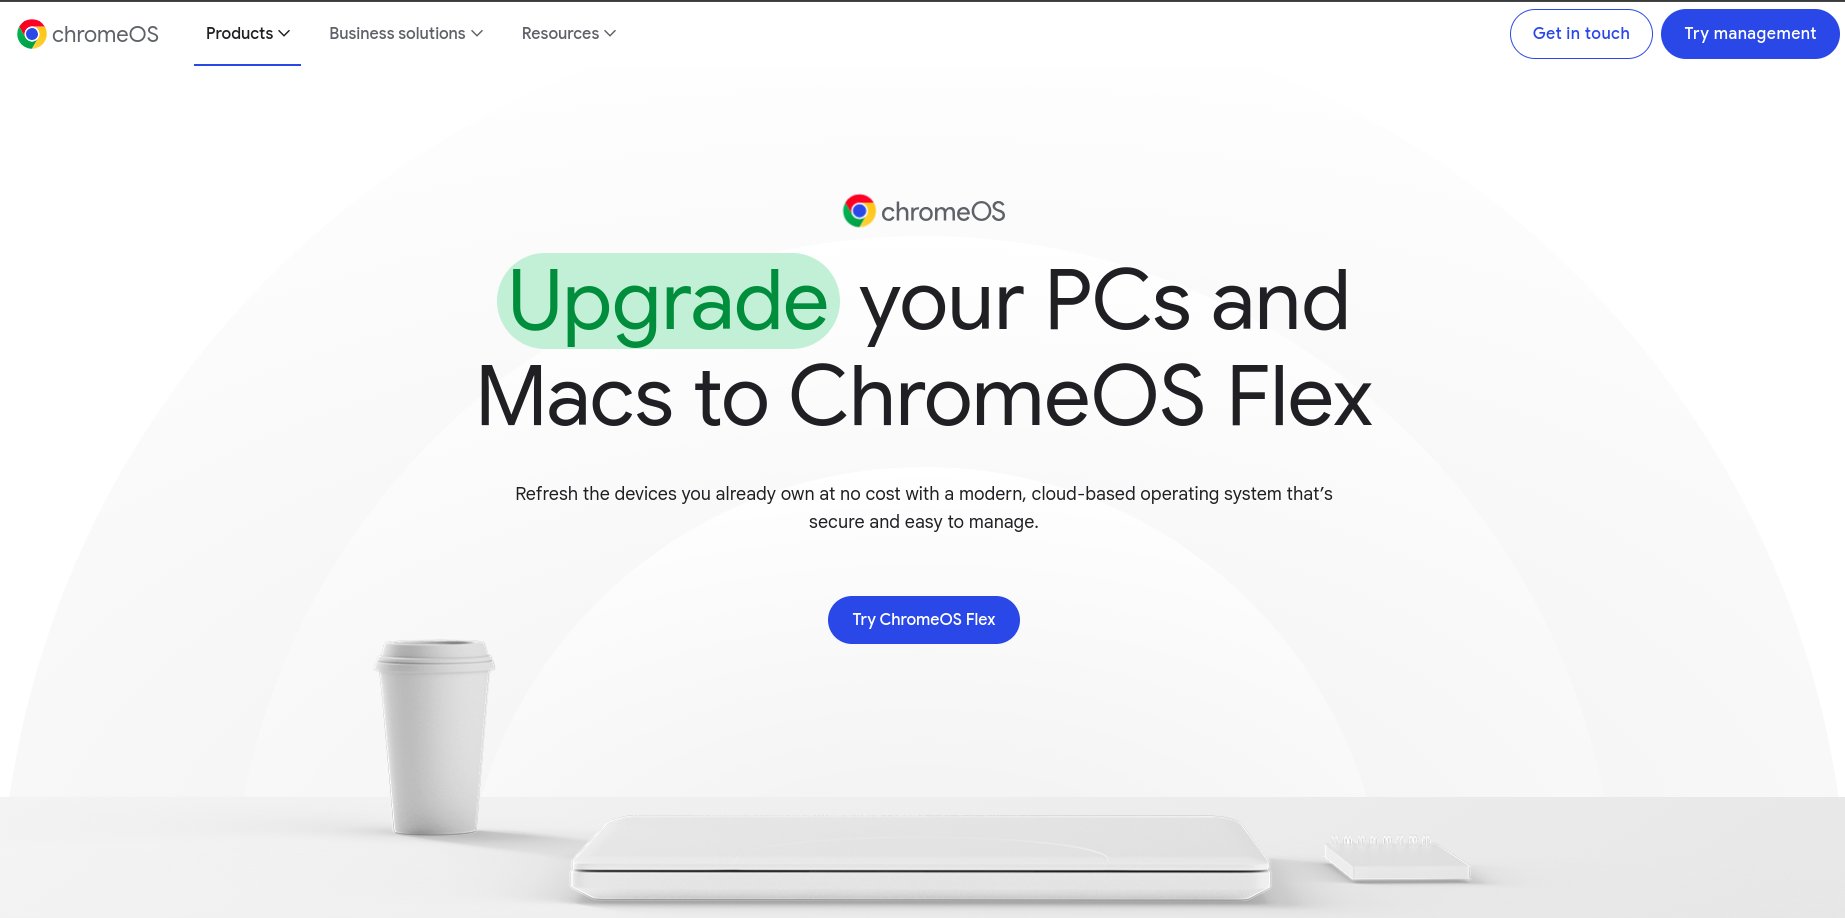 chromeOS Products Business solutions Resources Get in touch Try management
chromeOS
Upgrade your PCs and
Macs to ChromeOS Flex
Refresh the devices you already own at no cost with a modern, cloud-based operating system that’s
secure and easy to manage.
Try ChromeOS Flex